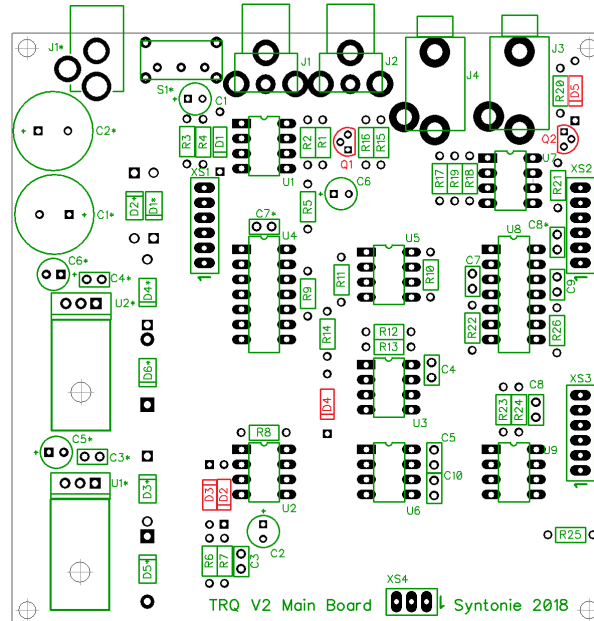 J1*
S1*
J1
J2
J4
J3
R20
D5
C2*
C1
R3
R4
D1
U1
R2
R1
Q1
R16
R15
Q2
U7
R17
R19
R18
R21
XS2
XS1
D2*
D1*
C1*
R5
C6
C7*
U4
U5
U8
C8*
C6*
C4*
U2*
D4*
R9
R11
R10
C7
C9
R14
R12
R13
R22
R26
D6*
D4
C4
U3
XS3
R23
R24
C8
C5*
C3*
U1*
D3*
R8
D3
D2
U2
C5
C10
U6
U9
D5*
R6
R7
C3
C2
R25
XS4
TRQ V2 Main Board
1
Syntonie 2018